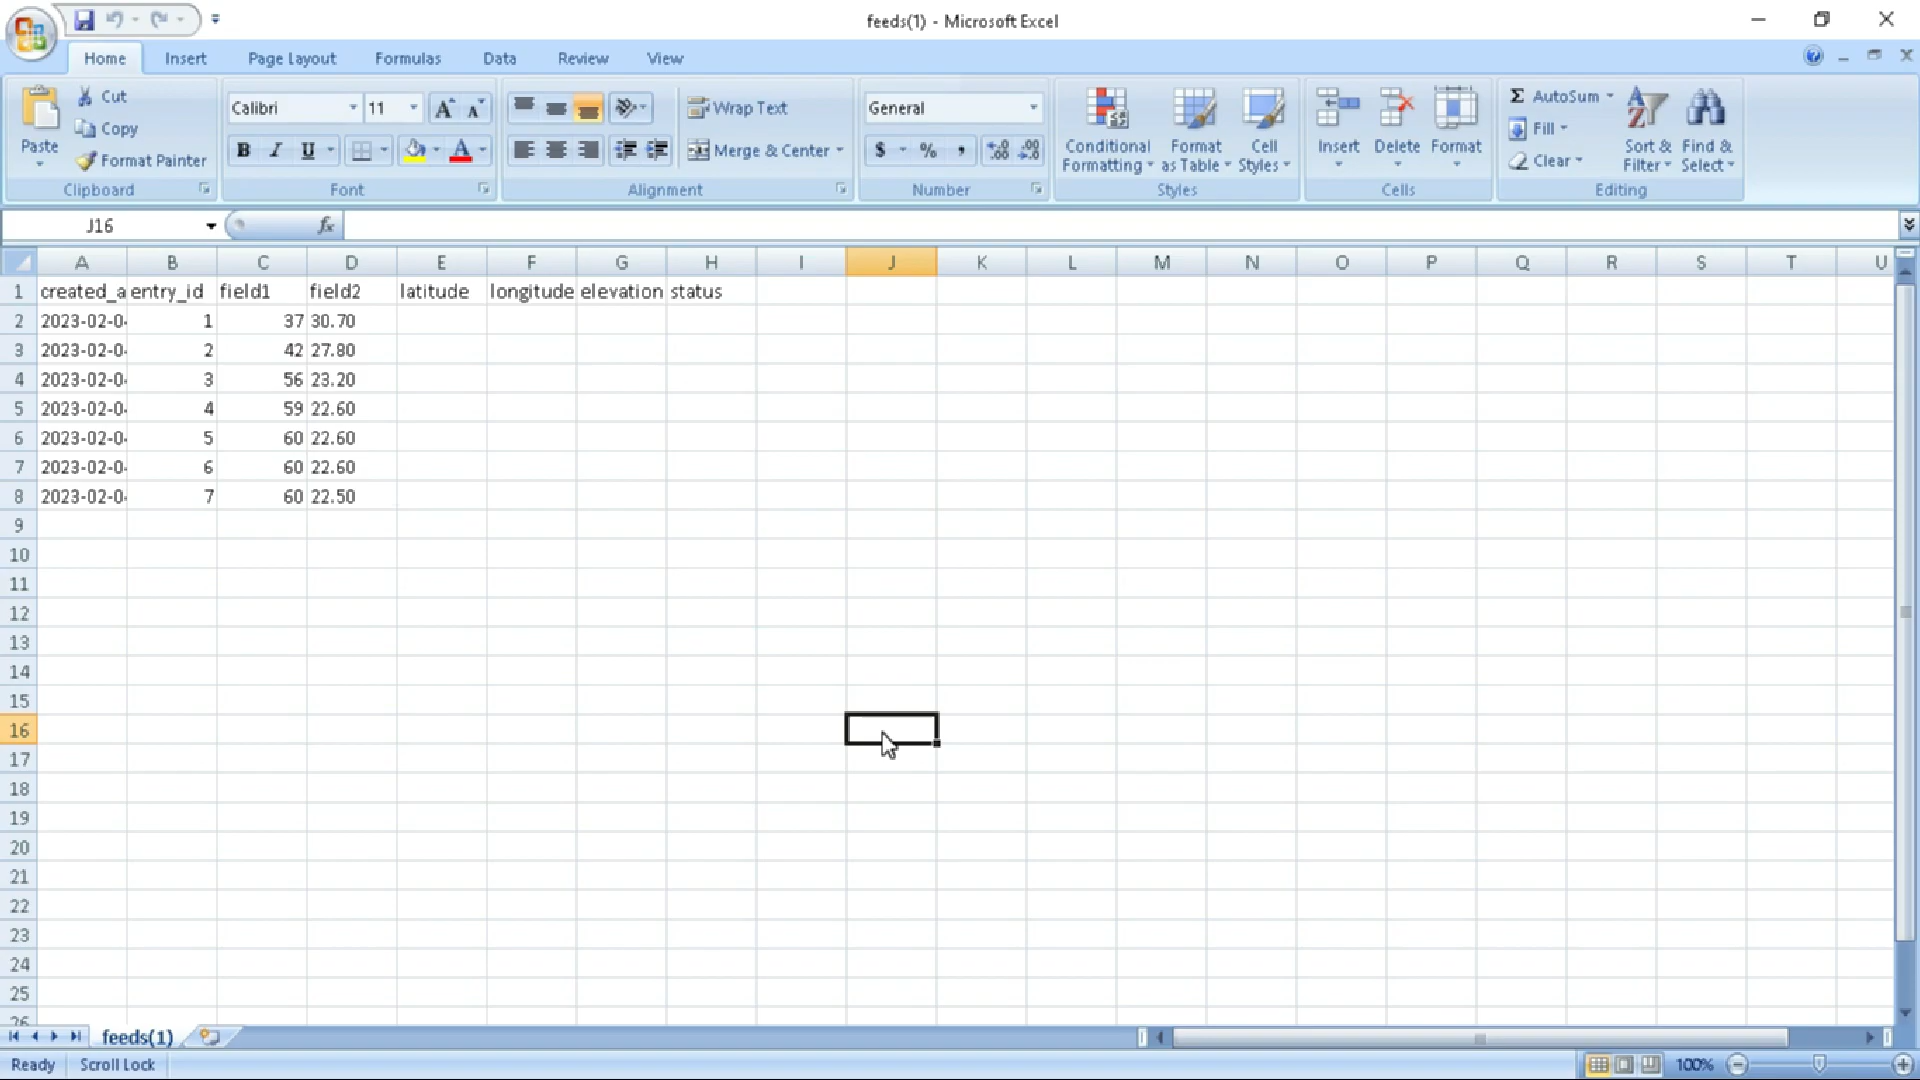 feeds(1) - Microsoft Excel
Home Insert Page Layout Formulas Data Review View
Paste
Cut
Copy
Format Painter
Clipboard
Calibri 11
B I U A
Font
Wrap Text
Merge & Center
Alignment
General
$ % ,
Number
Conditional Formatting
Format as Table
Cell Styles
Styles
Insert Delete Format
Cells
Σ AutoSum
Fill
Clear
Sort & Filter
Find & Select
Editing
J16 fx
A B C D E F G H I J K L M N O P Q R S T U
1 created_a entry_id field1 field2 latitude longitude elevation status
2 2023-02-0 1 37 30.70
3 2023-02-0 2 42 27.80
4 2023-02-0 3 56 23.20
5 2023-02-0 4 59 22.60
6 2023-02-0 5 60 22.60
7 2023-02-0 6 60 22.60
8 2023-02-0 7 60 22.50
9
10
11
12
13
14
15
16
17
18
19
20
21
22
23
24
25
26
feeds(1)
Ready Scroll Lock 100%